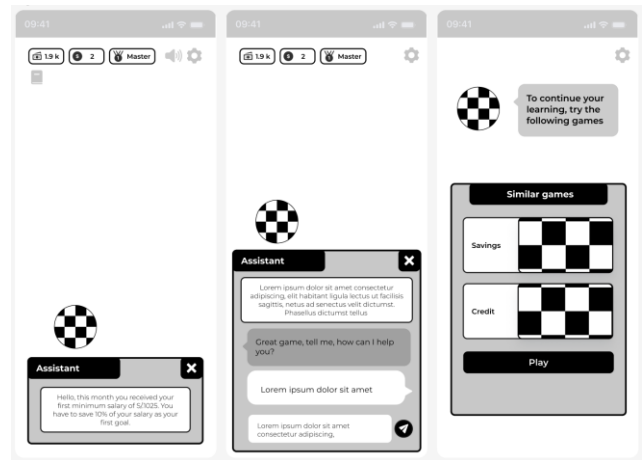 09:41
1.9 k
2
Master
Assistant
Hello, this month you received your
first minimum salary of S/1025. You
have to save 10% of your salary as your
first goal.
09:41
1.9 k
2
Master
Assistant
Lorem ipsum dolor sit amet consectetur
adipiscing, elit habitant ligula lectus ut facilisis
sagittis, netus ad senectus velit dictumst.
Phasellus dictumst tellus
Great game, tell me, how can I help
you?
Lorem ipsum dolor sit amet
Lorem ipsum dolor sit amet
consectetur adipiscing,
09:41
To continue your
learning, try the
following games
Similar games
Savings
Credit
Play